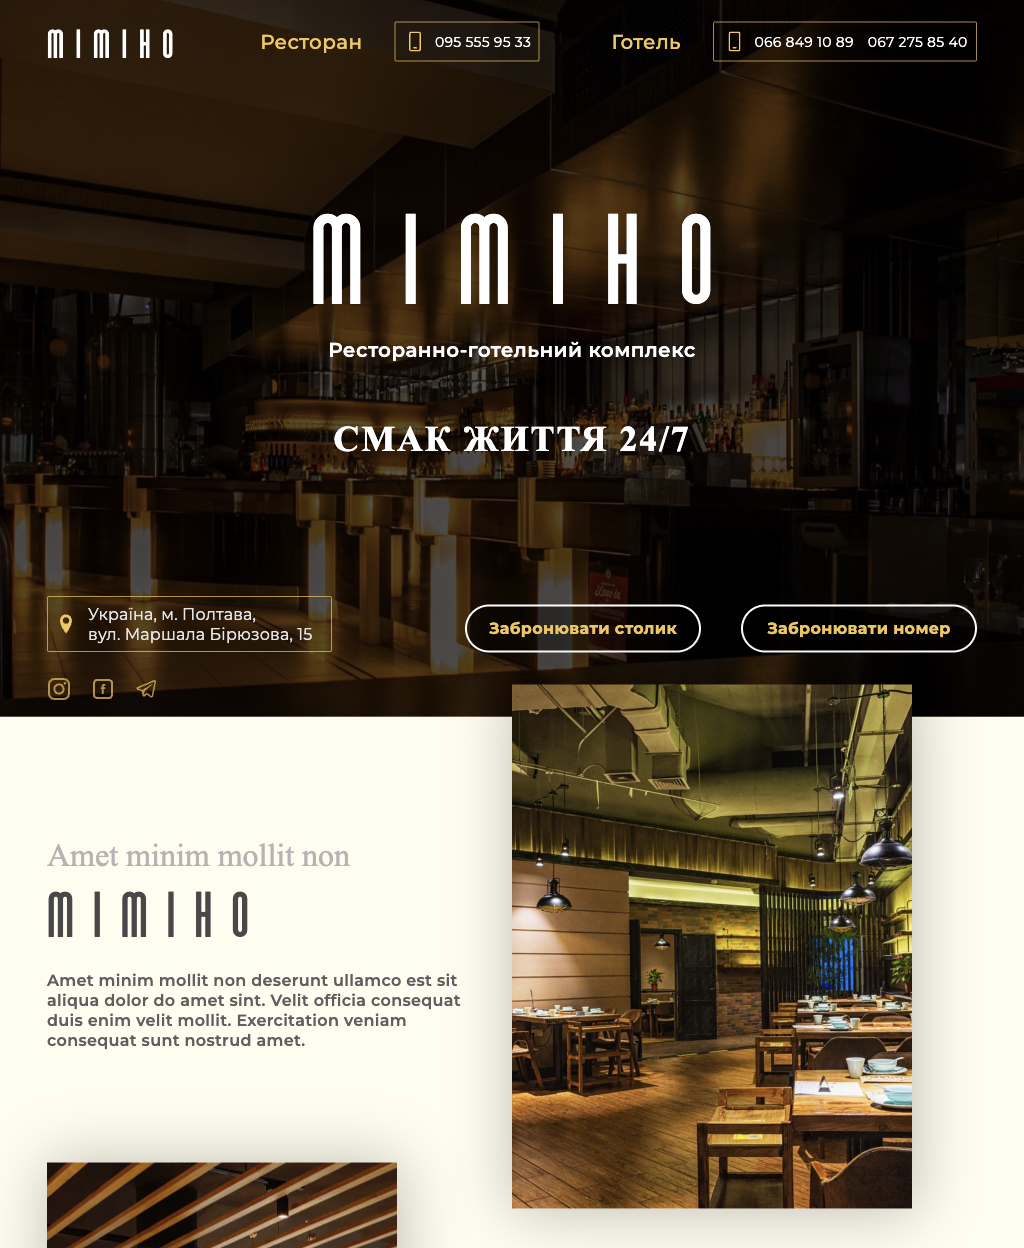 МІМІНО
Ресторан
095 555 95 33
Готель
066 849 10 89 067 275 85 40
МІМІНО
Ресторанно-готельний комплекс
СМАК ЖИТТЯ 24/7
Україна, м. Полтава,
вул. Маршала Бірюзова, 15
Забронювати столик
Забронювати номер
Amet minim mollit non
МІМІНО
Amet minim mollit non deserunt ullamco est sit
aliqua dolor do amet sint. Velit officia consequat
duis enim velit mollit. Exercitation veniam
consequat sunt nostrud amet.